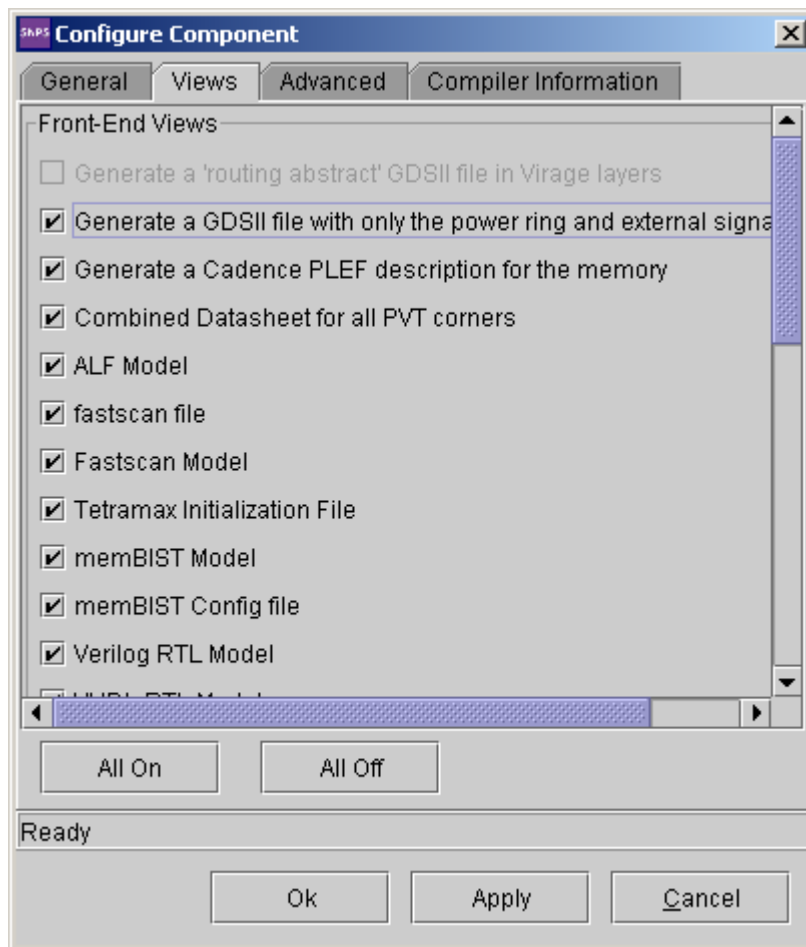 SNPS Configure Component
General Views Advanced Compiler Information
Front-End Views
Generate a 'routing abstract' GDSII file in Virage layers
Generate a GDSII file with only the power ring and external signa
Generate a Cadence PLEF description for the memory
Combined Datasheet for all PVT corners
ALF Model
fastscan file
Fastscan Model
Tetramax Initialization File
memBIST Model
memBIST Config file
Verilog RTL Model
All On All Off
Ready
Ok Apply Cancel